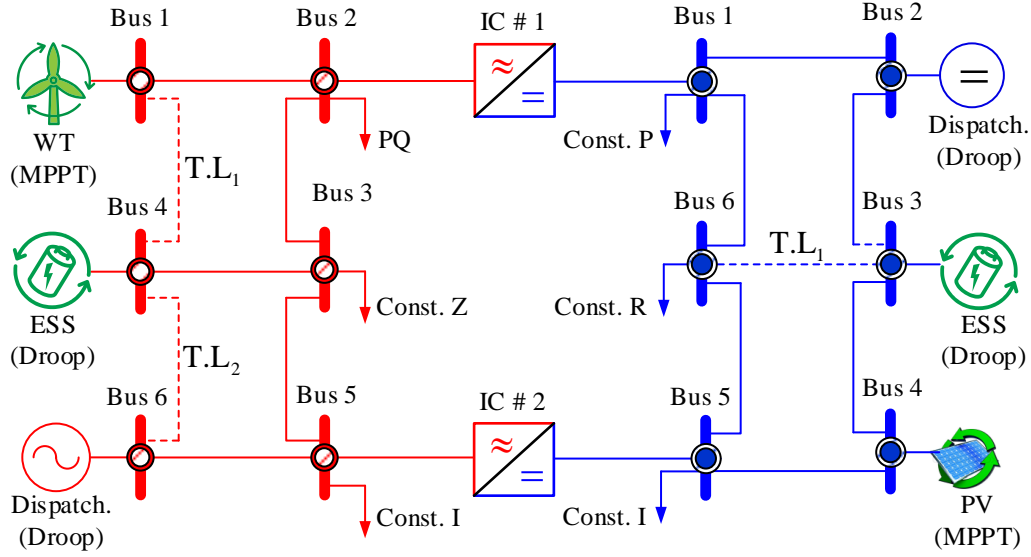 Bus 1
Bus 2
IC # 1
Bus 1
Bus 2
WT
(MPPT)
PQ
Const. P
Dispatch.
(Droop)
T.L1
Bus 4
Bus 3
Bus 6
Bus 3
T.L1
ESS
(Droop)
Const. Z
Const. R
ESS
(Droop)
T.L2
Bus 6
Bus 5
IC # 2
Bus 5
Bus 4
Dispatch.
(Droop)
Const. I
Const. I
PV
(MPPT)